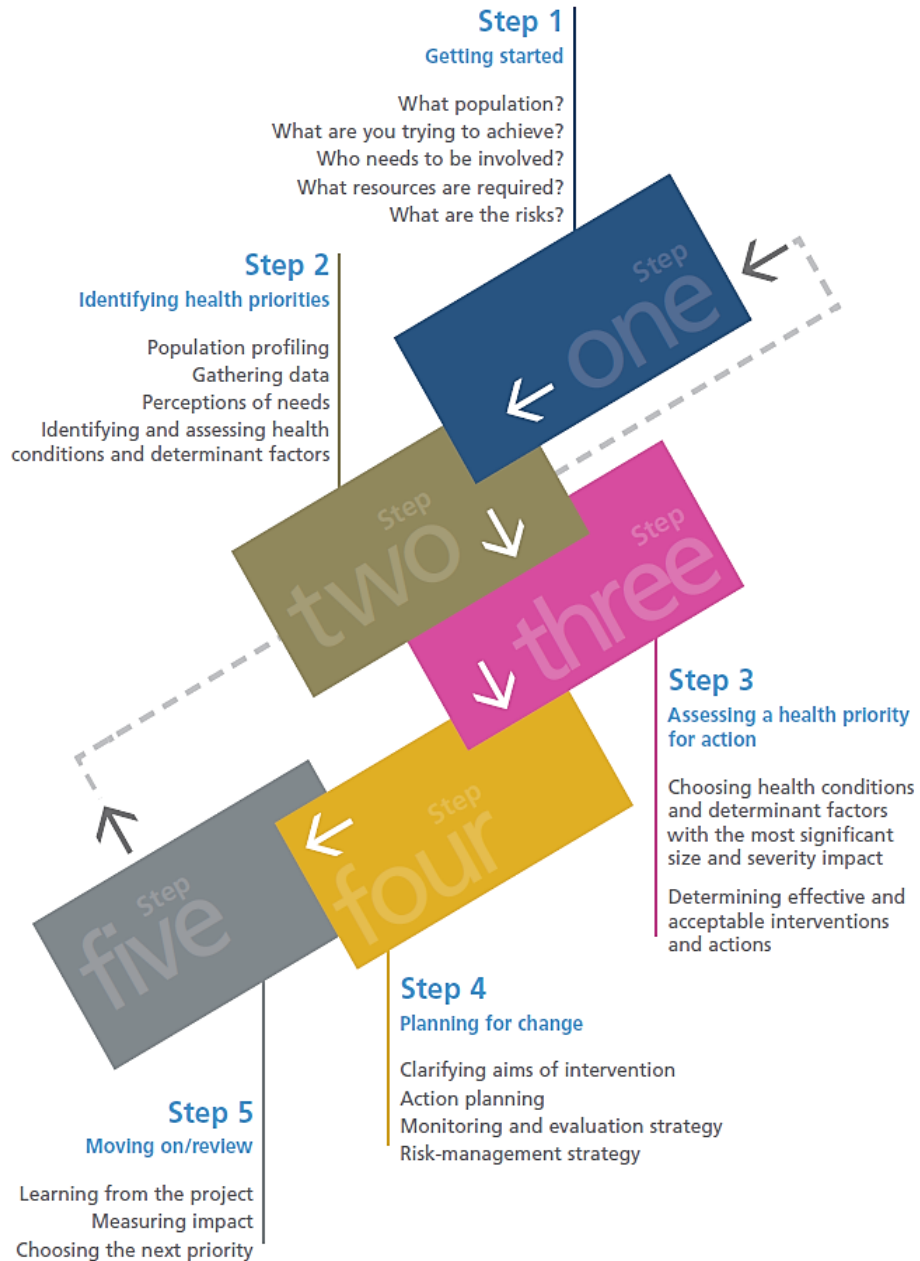 Step 1
Getting started
What population?
What are you trying to achieve?
Who needs to be involved?
What resources are required?
What are the risks?
Step
one
Step 2
Identifying health priorities
Population profiling
Gathering data
Perceptions of needs
Identifying and assessing health
conditions and determinant factors
Step
two
Step
three
Step 3
Assessing a health priority
for action
Choosing health conditions
and determinant factors
with the most significant
size and severity impact
Determining effective and
acceptable interventions
and actions
Step
four
Step
five
Step 4
Planning for change
Clarifying aims of intervention
Action planning
Monitoring and evaluation strategy
Risk-management strategy
Step 5
Moving on/review
Learning from the project
Measuring impact
Choosing the next priority